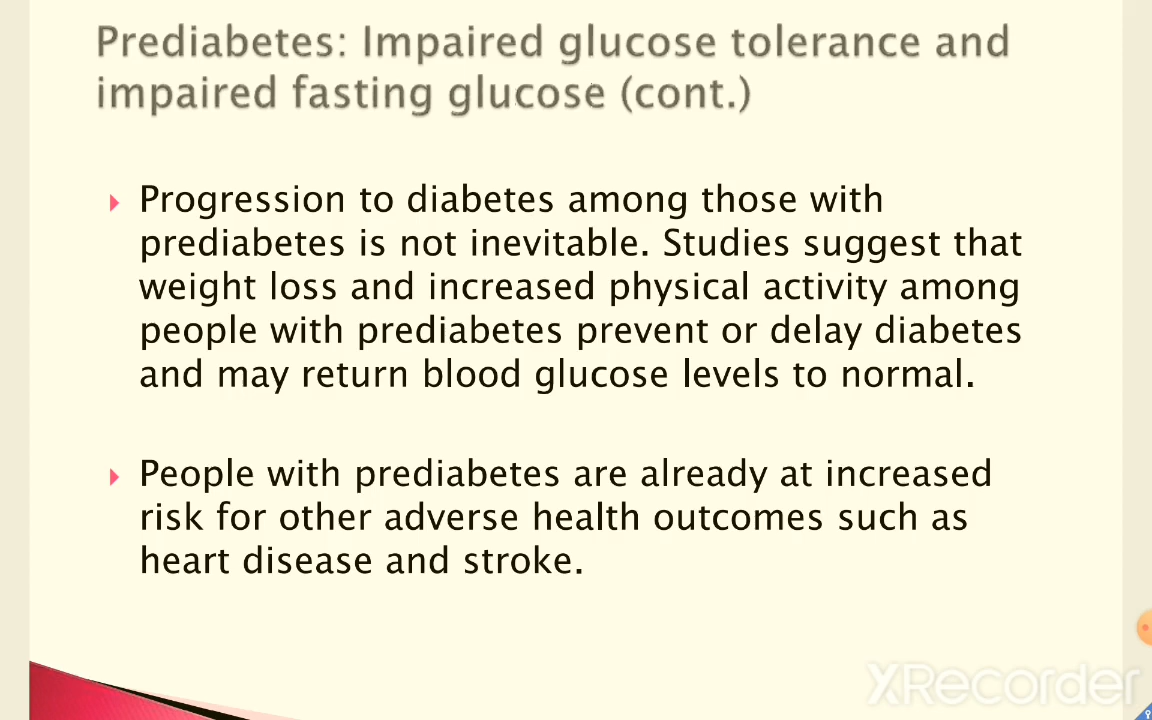 Prediabetes: Impaired glucose tolerance and
impaired fasting glucose (cont.)
Progression to diabetes among those with
prediabetes is not inevitable. Studies suggest that
weight loss and increased physical activity among
people with prediabetes prevent or delay diabetes
and may return blood glucose levels to normal.
People with prediabetes are already at increased
risk for other adverse health outcomes such as
heart disease and stroke.
XRecorder